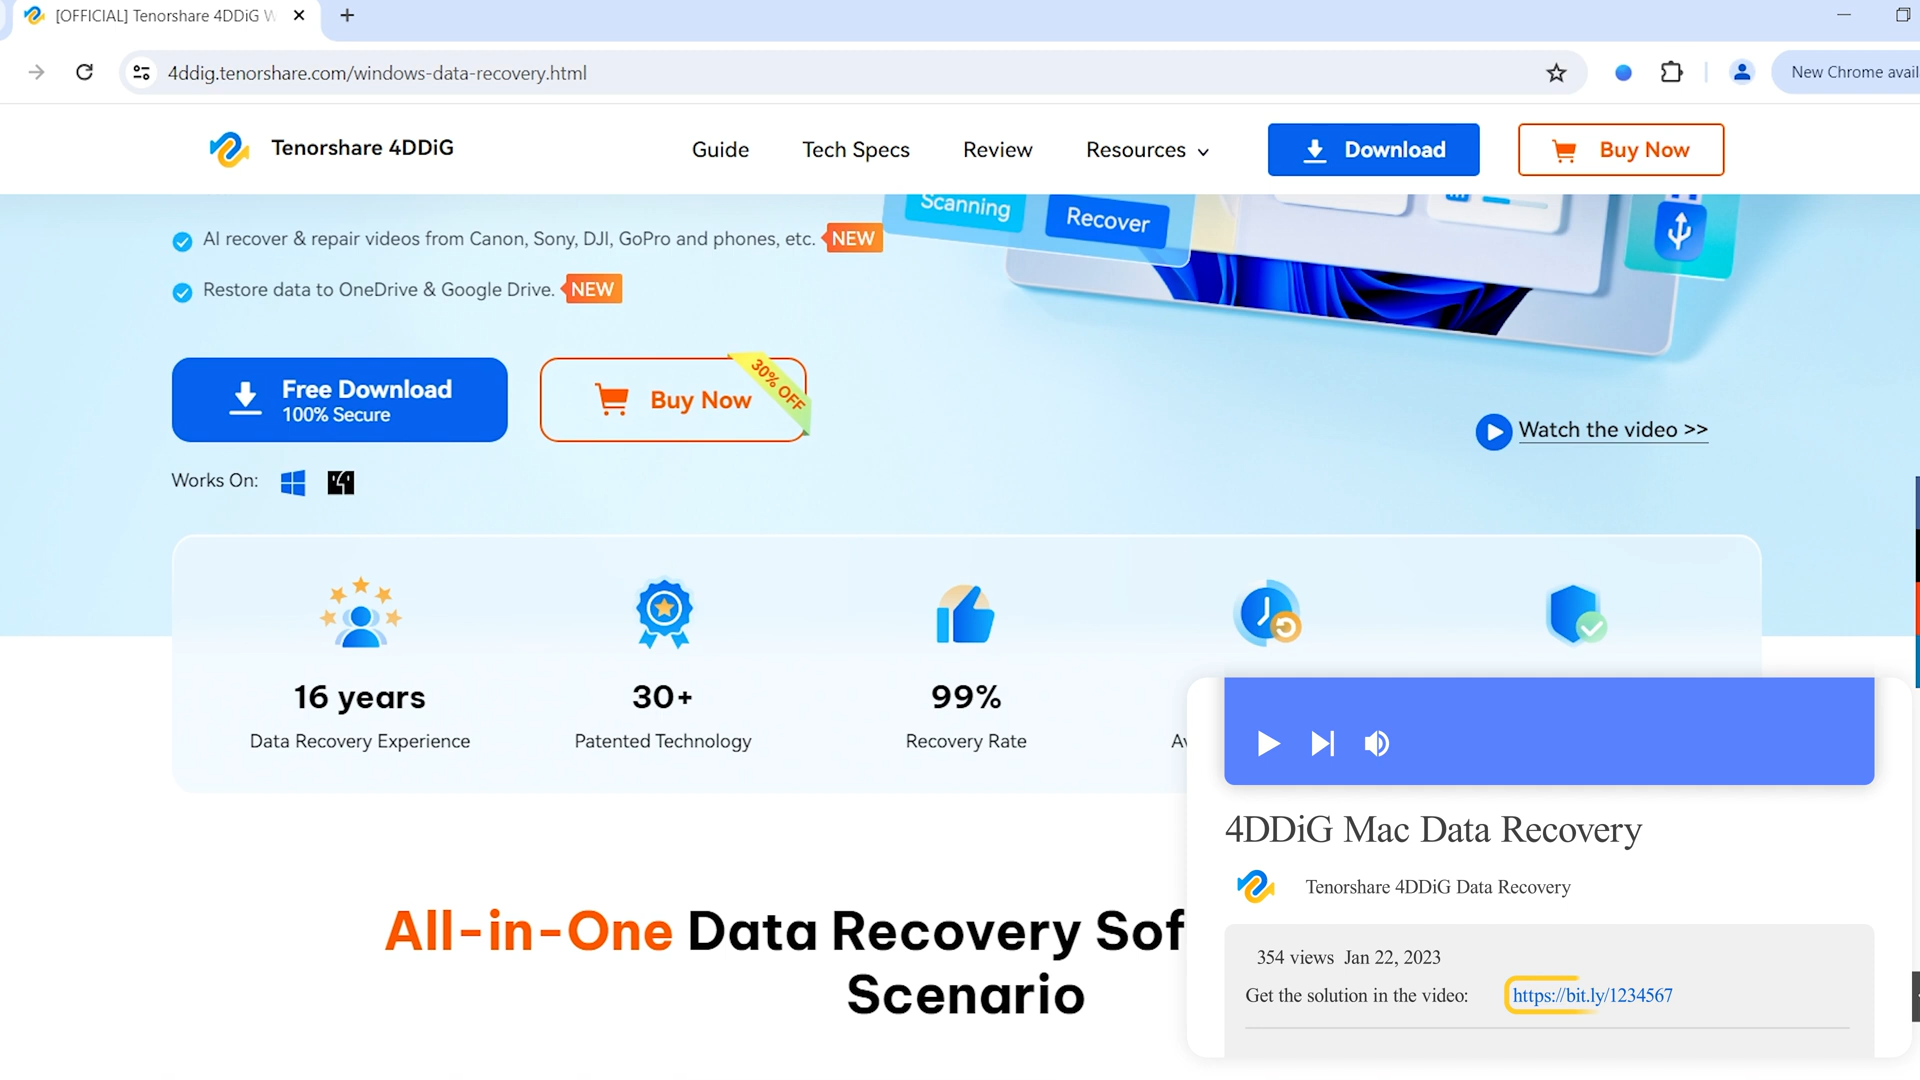 [OFFICIAL] Tenorshare 4DDiG W
4ddig.tenorshare.com/windows-data-recovery.html
New Chrome avail
Tenorshare 4DDiG
Guide
Tech Specs
Review
Resources
Download
Buy Now
Scanning
Recover
AI recover & repair videos from Canon, Sony, DJI, GoPro and phones, etc. NEW
Restore data to OneDrive & Google Drive. NEW
Free Download
100% Secure
Buy Now
30% OFF
Watch the video >>
Works On:
16 years
Data Recovery Experience
30+
Patented Technology
99%
Recovery Rate
All-in-One Data Recovery Sof
Scenario
4DDiG Mac Data Recovery
Tenorshare 4DDiG Data Recovery
354 views Jan 22, 2023
Get the solution in the video: https://bit.ly/1234567